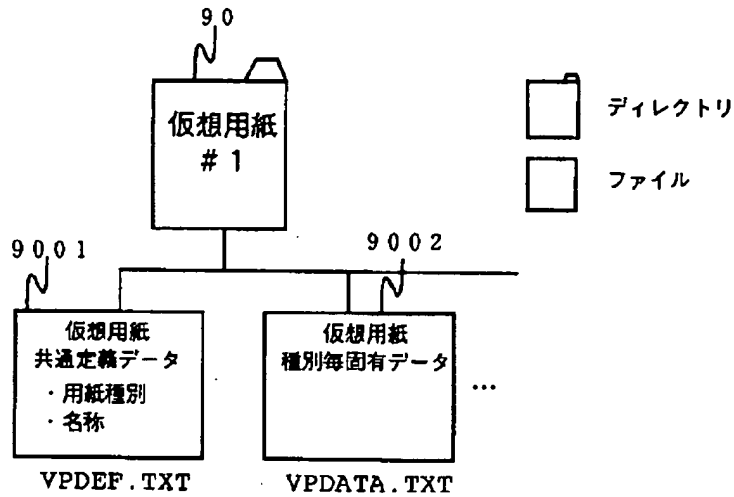 90
仮想用紙
#1
ディレクトリ
ファイル
9001
9002
仮想用紙
共通定義データ
・用紙種別
・名称
仮想用紙
種別毎固有データ
...
VPDEF.TXT
VPDATA.TXT